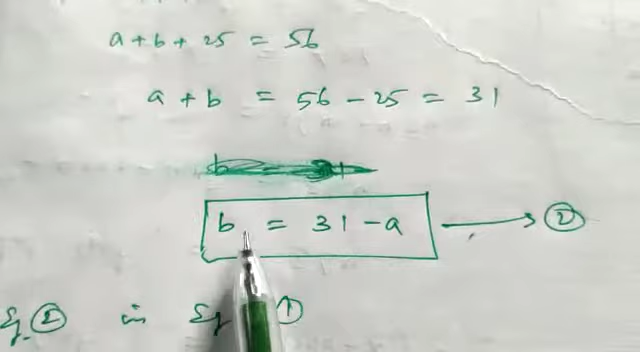 a + b + 25 = 56
a + b = 56 - 25 = 31
b = 31 - a → ②
Eq ② in Eq ①